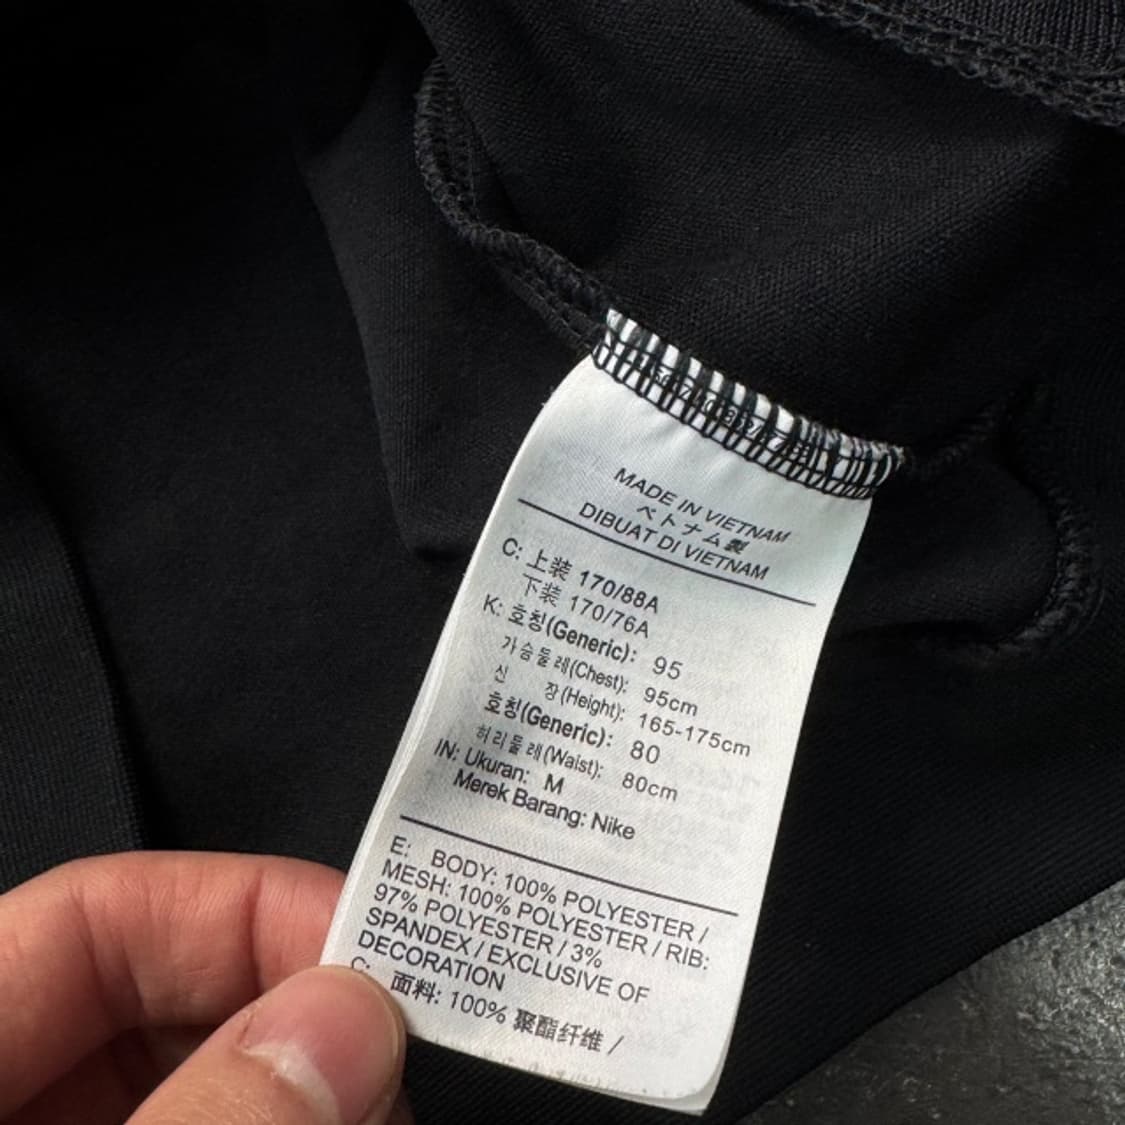 MADE IN VIETNAM
ベトナム製
DIBUAT DI VIETNAM
C: 上装 170/88A
下装 170/76A
K: 호칭(Generic): 95
가슴둘레(Chest): 95cm
신 장(Height): 165-175cm
호칭(Generic): 80
허리둘레(Waist): 80cm
IN: Ukuran: M
Merek Barang: Nike
E: BODY: 100% POLYESTER /
MESH: 100% POLYESTER / RIB:
97% POLYESTER / 3%
SPANDEX / EXCLUSIVE OF
DECORATION
C: 面料: 100% 聚酯纤维 /